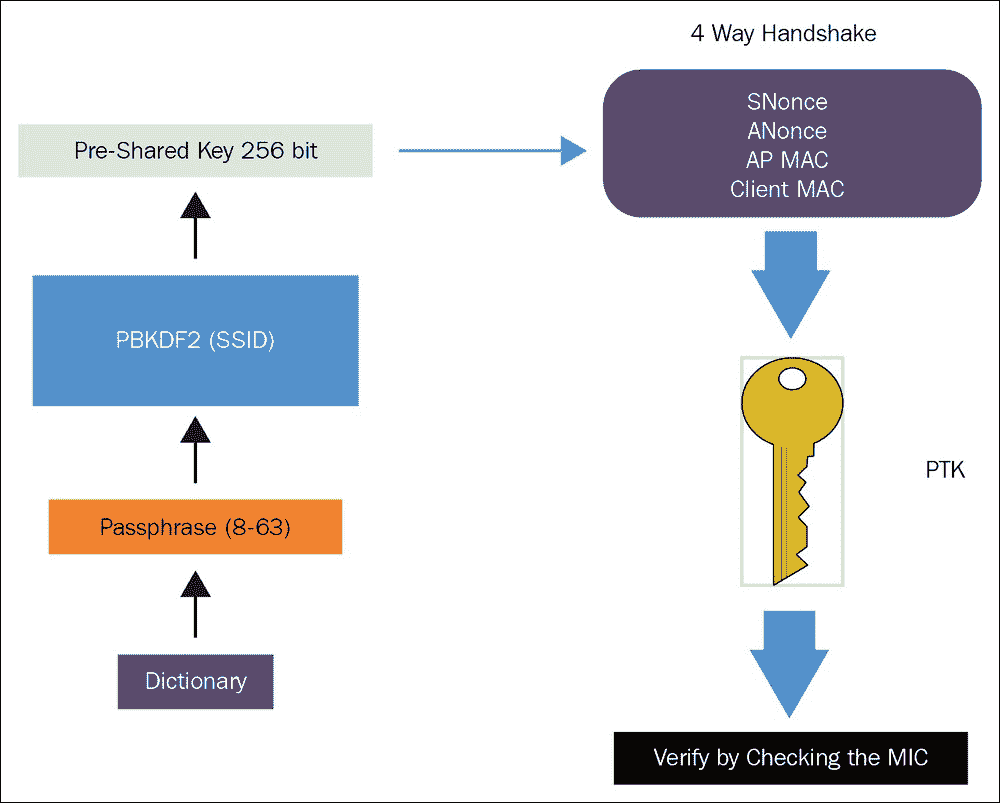 4 Way Handshake
SNonce
ANonce
AP MAC
Client MAC
Pre-Shared Key 256 bit
PBKDF2 (SSID)
Passphrase (8-63)
Dictionary
PTK
Verify by Checking the MIC